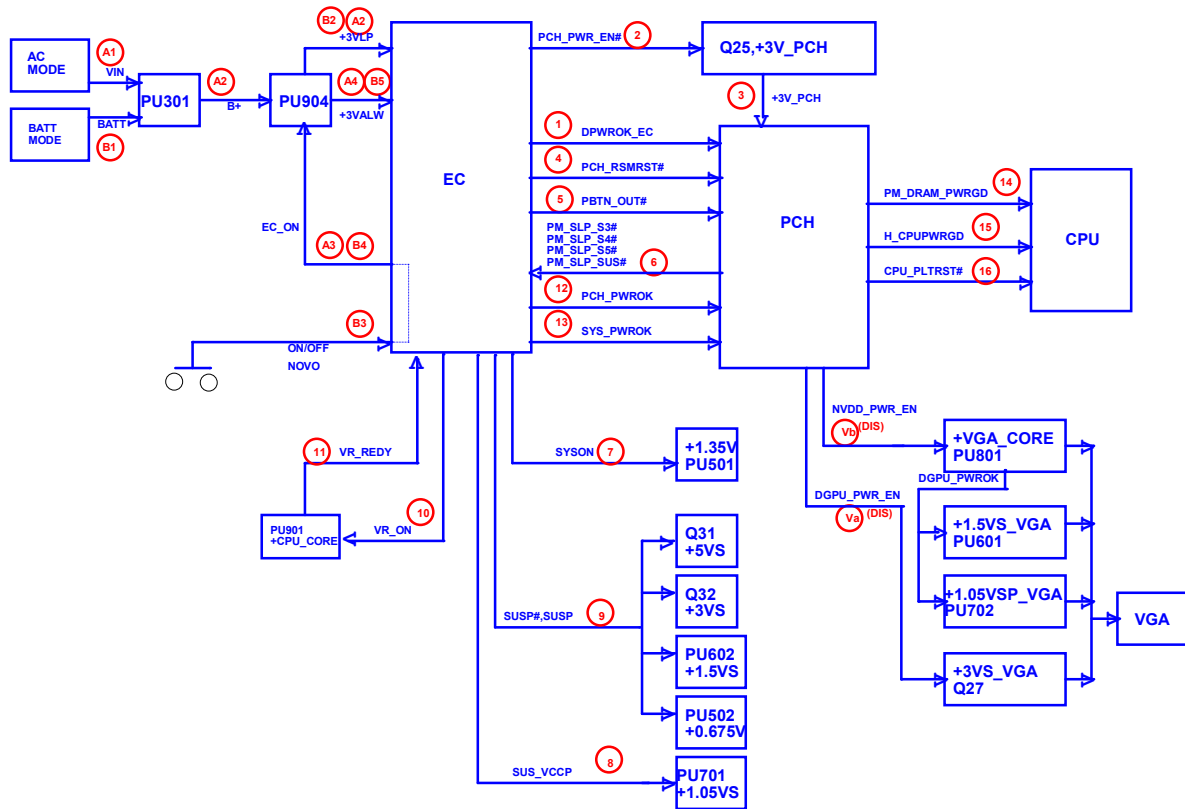 B2 A2
+3VLP
PCH_PWR_EN# 2
Q25,+3V_PCH
AC
MODE
A1
VIN
PU301
A2
B+
PU904
A4 B5
+3VALW
3
+3V_PCH
BATT
MODE
BATT
B1
EC
1
DPWROK_EC
4
PCH_RSMRST#
5
PBTN_OUT#
PM_SLP_S3#
PM_SLP_S4#
PM_SLP_S5#
PM_SLP_SUS# 6
12
PCH_PWROK
13
SYS_PWROK
PCH
PM_DRAM_PWRGD 14
H_CPUPWRGD 15
CPU_PLTRST# 16
CPU
EC_ON
A3 B4
B3
ON/OFF
NOVO
11 VR_REDY
PU901
+CPU_CORE
VR_ON 10
SYSON 7
+1.35V
PU501
Q31
+5VS
Q32
+3VS
SUSP#,SUSP 9
PU602
+1.5VS
PU502
+0.675V
SUS_VCCP 8
PU701
+1.05VS
NVDD_PWR_EN
Vb (DIS)
+VGA_CORE
PU801
DGPU_PWROK
DGPU_PWR_EN
Va (DIS)
+1.5VS_VGA
PU601
+1.05VSP_VGA
PU702
+3VS_VGA
Q27
VGA